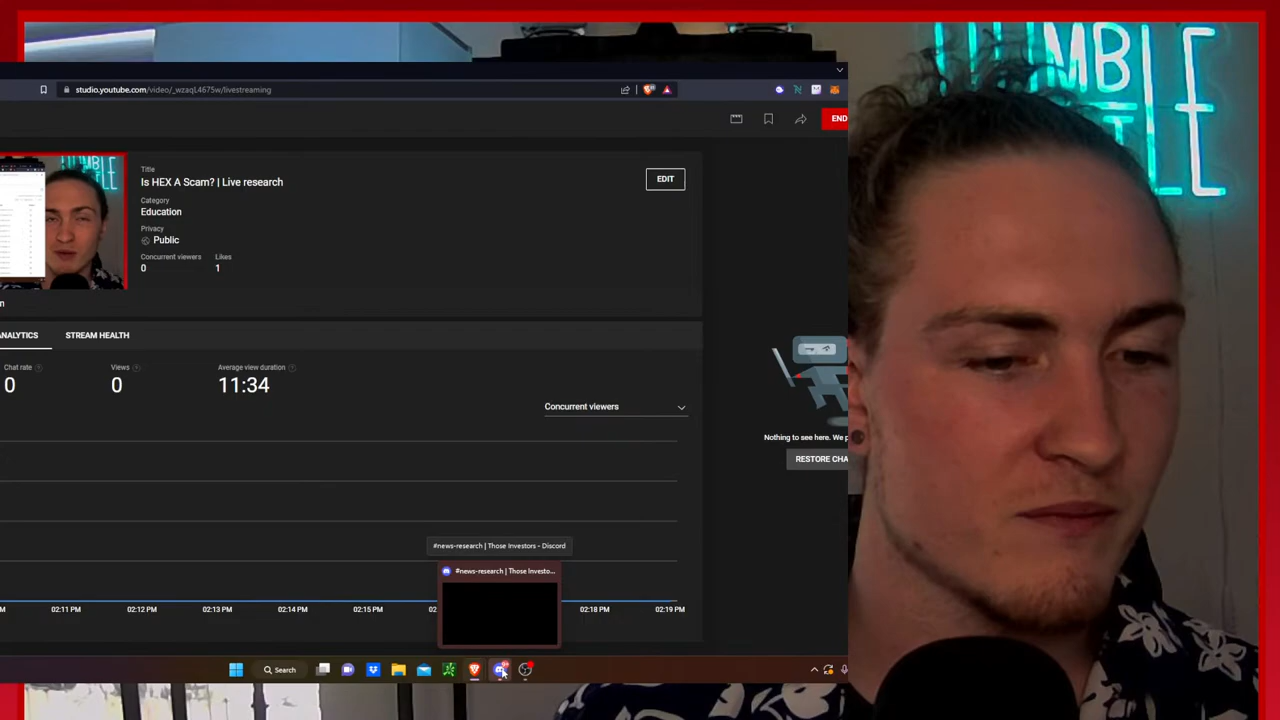 studio.youtube.com/video/_wzaqL4675w/livestreaming
END
Title
Is HEX A Scam? | Live research
EDIT
Category
Education
Privacy
Public
Concurrent viewers
Likes
0
1
n
ANALYTICS
STREAM HEALTH
Chat rate
Views
Average view duration
0
0
11:34
Concurrent viewers
Nothing to see here. We p
RESTORE CHA
#news-research | Those Investors - Discord
#news-research | Those Investo...
M
02:11 PM
02:12 PM
02:13 PM
02:14 PM
02:15 PM
02:18 PM
02:19 PM
Search
UMBLE
TLE